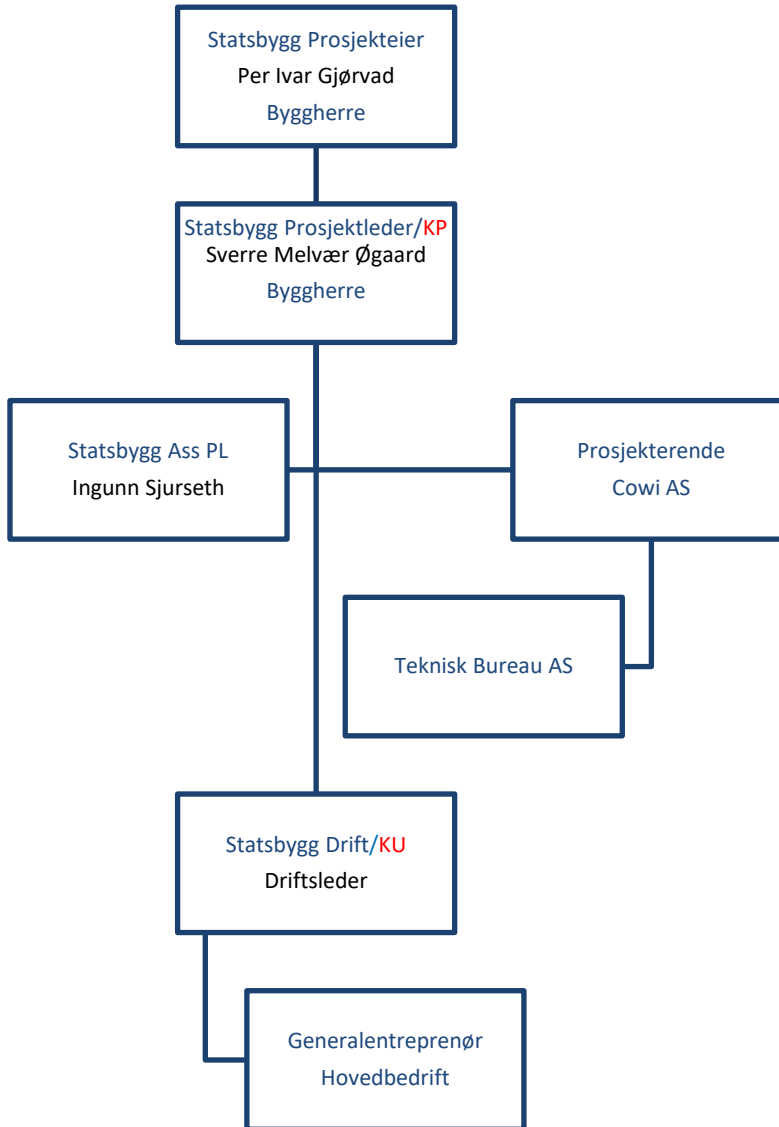 Statsbygg Prosjekteier
Per Ivar Gjørvad
Byggherre
Statsbygg Prosjektleder/KP
Sverre Melvær Øgaard
Byggherre
Statsbygg Ass PL
Ingunn Sjurseth
Prosjekterende
Cowi AS
Teknisk Bureau AS
Statsbygg Drift/KU
Driftsleder
Generalentreprenør
Hovedbedrift